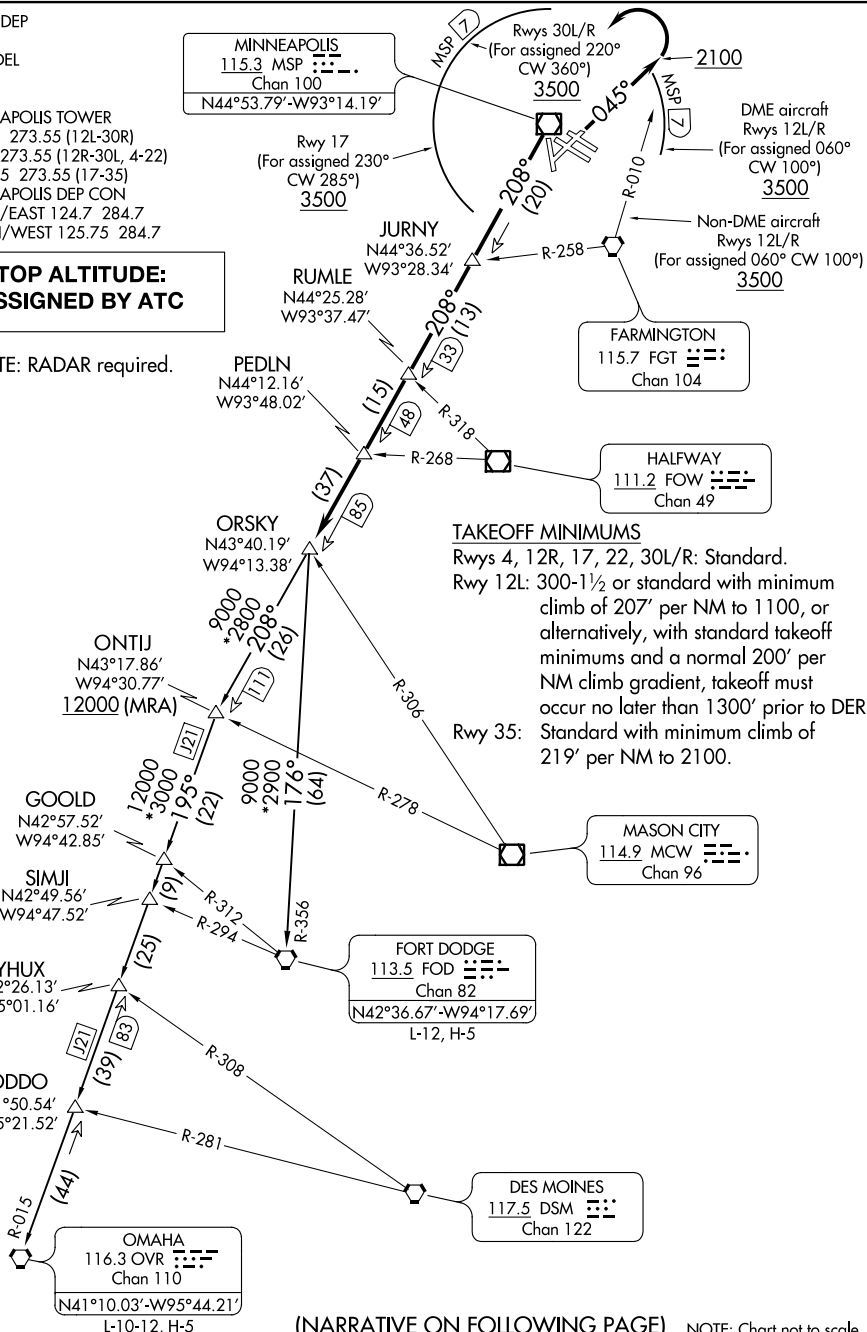 DEP
DEL
APOLIS TOWER
273.55 (12L-30R)
273.55 (12R-30L, 4-22)
5 273.55 (17-35)
APOLIS DEP CON
/EAST 124.7 284.7
/WEST 125.75 284.7
TOP ALTITUDE:
SSIGNED BY ATC
TE: RADAR required.
MINNEAPOLIS
115.3 MSP
Chan 100
N44°53.79'-W93°14.19'
MSP 7
Rwys 30L/R
(For assigned 220°
CW 360°)
3500
2100
045°
MSP 7
DME aircraft
Rwys 12L/R
(For assigned 060°
CW 100°)
3500
Rwy 17
(For assigned 230°
CW 285°)
3500
208°
(20)
R-010
Non-DME aircraft
Rwys 12L/R
(For assigned 060° CW 100°)
3500
JURNY
N44°36.52'
W93°28.34'
R-258
FARMINGTON
115.7 FGT
Chan 104
RUMLE
N44°25.28'
W93°37.47'
208°
(13)
33
PEDLN
N44°12.16'
W93°48.02'
(15)
48
R-318
R-268
HALFWAY
111.2 FOW
Chan 49
(37)
85
ORSKY
N43°40.19'
W94°13.38'
TAKEOFF MINIMUMS
Rwys 4, 12R, 17, 22, 30L/R: Standard.
Rwy 12L: 300-1½ or standard with minimum
climb of 207' per NM to 1100, or
alternatively, with standard takeoff
minimums and a normal 200' per
NM climb gradient, takeoff must
occur no later than 1300' prior to DER
Rwy 35: Standard with minimum climb of
219' per NM to 2100.
9000
*2800
208°
(26)
111
ONTIJ
N43°17.86'
W94°30.77'
12000 (MRA)
R-306
R-278
9000
*2900
176°
(64)
J21
12000
*3000
195°
(22)
MASON CITY
114.9 MCW
Chan 96
GOOLD
N42°57.52'
W94°42.85'
SIMJI
N42°49.56'
W94°47.52'
(9)
R-312
R-294
R-356
FORT DODGE
113.5 FOD
Chan 82
N42°36.67'-W94°17.69'
L-12, H-5
(25)
YHUX
2°26.13'
5°01.16'
J21
83
(39)
R-308
ODDO
°50.54'
5°21.52'
R-281
(44)
R-015
DES MOINES
117.5 DSM
Chan 122
OMAHA
116.3 OVR
Chan 110
N41°10.03'-W95°44.21'
L-10-12, H-5
(NARRATIVE ON FOLLOWING PAGE)
NOTE: Chart not to scale